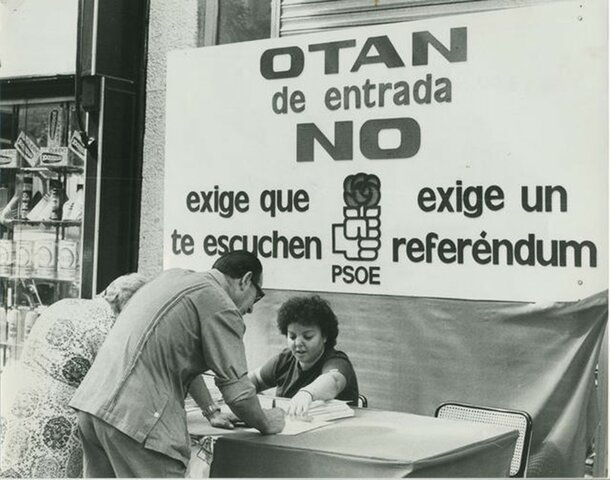 OTAN
de entrada
NO
exige que
te escuchen
PSOE
exige un
referéndum